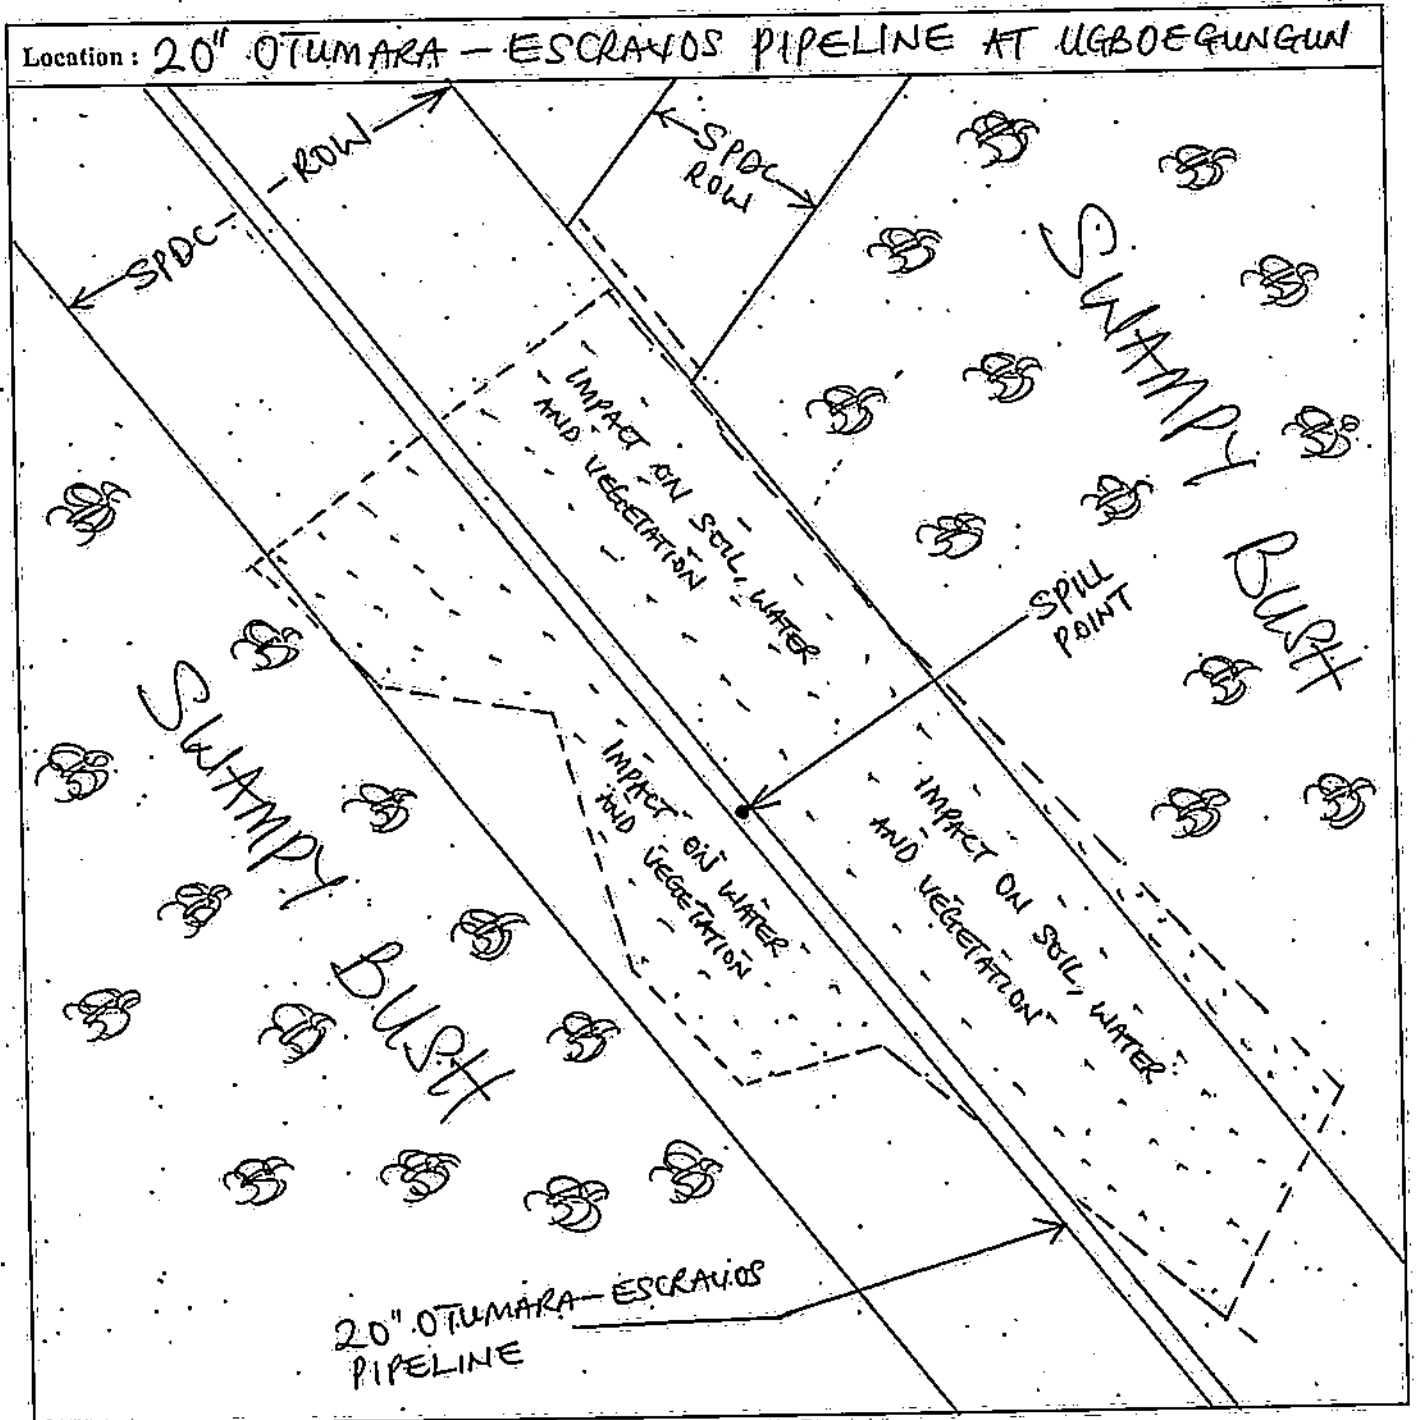 Location : 20" OTUMARA - ESCRAVOS PIPELINE AT UGBOEGUNGUN
SPDC ROW
SPDC
ROW
SWAMPY BUSH
IMPACT ON SOIL, WATER
AND VEGETATION
SPILL
POINT
SWAMPY BUSH
IMPACT ON WATER
AND VEGETATION
IMPACT ON SOIL, WATER
AND VEGETATION
20" OTUMARA - ESCRAVOS
PIPELINE